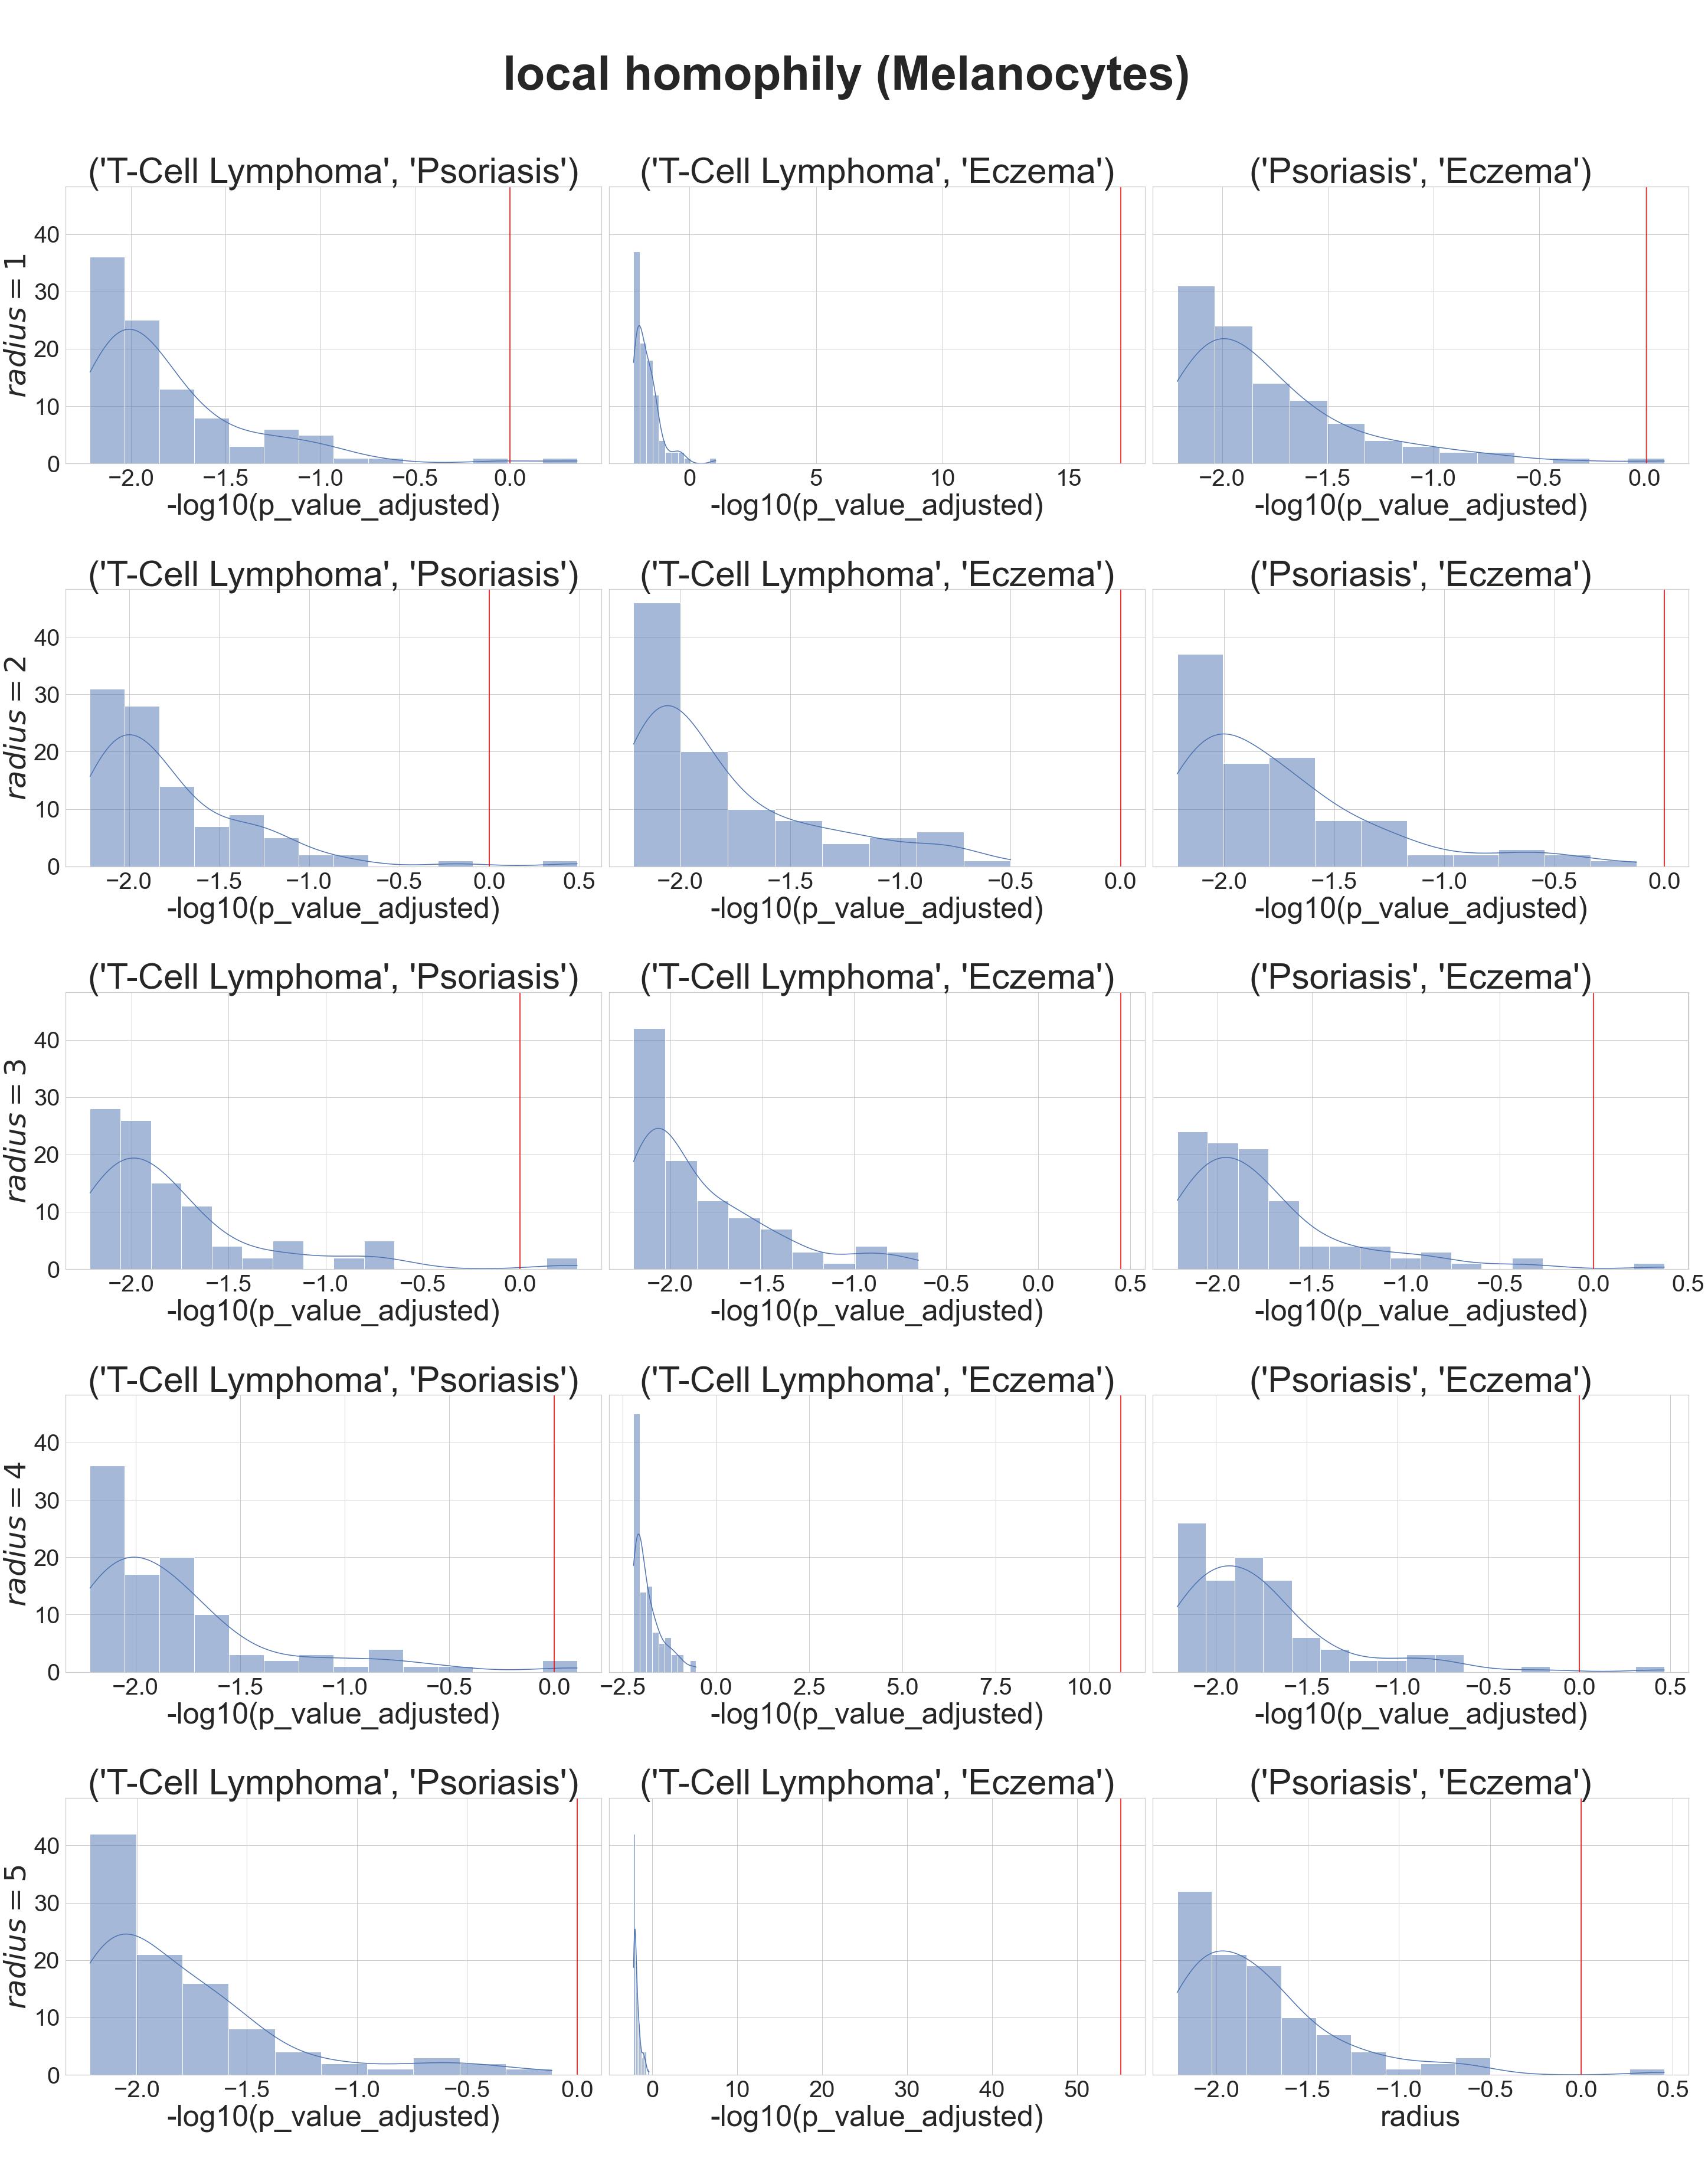 local homophily (Melanocytes)
('T-Cell Lymphoma', 'Psoriasis') ('T-Cell Lymphoma', 'Eczema') ('Psoriasis', 'Eczema')
radius = 1
40
30
20
10
0
−2.0 −1.5 −1.0 −0.5 0.0 0 5 10 15 −2.0 −1.5 −1.0 −0.5 0.0
-log10(p_value_adjusted) -log10(p_value_adjusted) -log10(p_value_adjusted)
('T-Cell Lymphoma', 'Psoriasis') ('T-Cell Lymphoma', 'Eczema') ('Psoriasis', 'Eczema')
radius = 2
40
30
20
10
0
−2.0 −1.5 −1.0 −0.5 0.0 0.5 −2.0 −1.5 −1.0 −0.5 0.0 −2.0 −1.5 −1.0 −0.5 0.0
-log10(p_value_adjusted) -log10(p_value_adjusted) -log10(p_value_adjusted)
('T-Cell Lymphoma', 'Psoriasis') ('T-Cell Lymphoma', 'Eczema') ('Psoriasis', 'Eczema')
radius = 3
40
30
20
10
0
−2.0 −1.5 −1.0 −0.5 0.0 −2.0 −1.5 −1.0 −0.5 0.0 0.5 −2.0 −1.5 −1.0 −0.5 0.0 0.5
-log10(p_value_adjusted) -log10(p_value_adjusted) -log10(p_value_adjusted)
('T-Cell Lymphoma', 'Psoriasis') ('T-Cell Lymphoma', 'Eczema') ('Psoriasis', 'Eczema')
radius = 4
40
30
20
10
0
−2.0 −1.5 −1.0 −0.5 0.0 −2.5 0.0 2.5 5.0 7.5 10.0 −2.0 −1.5 −1.0 −0.5 0.0 0.5
-log10(p_value_adjusted) -log10(p_value_adjusted) -log10(p_value_adjusted)
('T-Cell Lymphoma', 'Psoriasis') ('T-Cell Lymphoma', 'Eczema') ('Psoriasis', 'Eczema')
radius = 5
40
30
20
10
0
−2.0 −1.5 −1.0 −0.5 0.0 0 10 20 30 40 50 −2.0 −1.5 −1.0 −0.5 0.0 0.5
-log10(p_value_adjusted) -log10(p_value_adjusted) radius